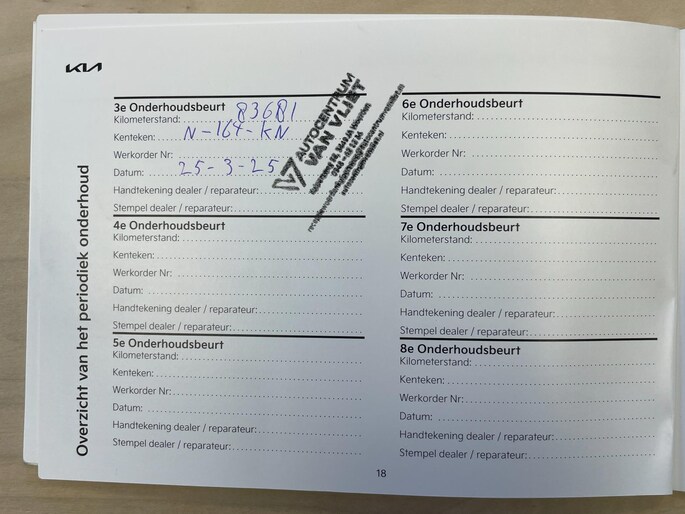 KIA
Overzicht van het periodiek onderhoud
3e Onderhoudsbeurt
Kilometerstand: 83681
Kenteken: N-164-KN
Werkorder Nr:
Datum: 25-3-25
Handtekening dealer / reparateur:
Stempel dealer / reparateur:
AUTOCENTRUM
VAN VLIET
4e Onderhoudsbeurt
Kilometerstand:
Kenteken:
Werkorder Nr:
Datum:
Handtekening dealer / reparateur:
Stempel dealer / reparateur:
5e Onderhoudsbeurt
Kilometerstand:
Kenteken:
Werkorder Nr:
Datum:
Handtekening dealer / reparateur:
Stempel dealer / reparateur:
6e Onderhoudsbeurt
Kilometerstand:
Kenteken:
Werkorder Nr:
Datum:
Handtekening dealer / reparateur:
Stempel dealer / reparateur:
7e Onderhoudsbeurt
Kilometerstand:
Kenteken:
Werkorder Nr:
Datum:
Handtekening dealer / reparateur:
Stempel dealer / reparateur:
8e Onderhoudsbeurt
Kilometerstand:
Kenteken:
Werkorder Nr:
Datum:
Handtekening dealer / reparateur:
Stempel dealer / reparateur:
18